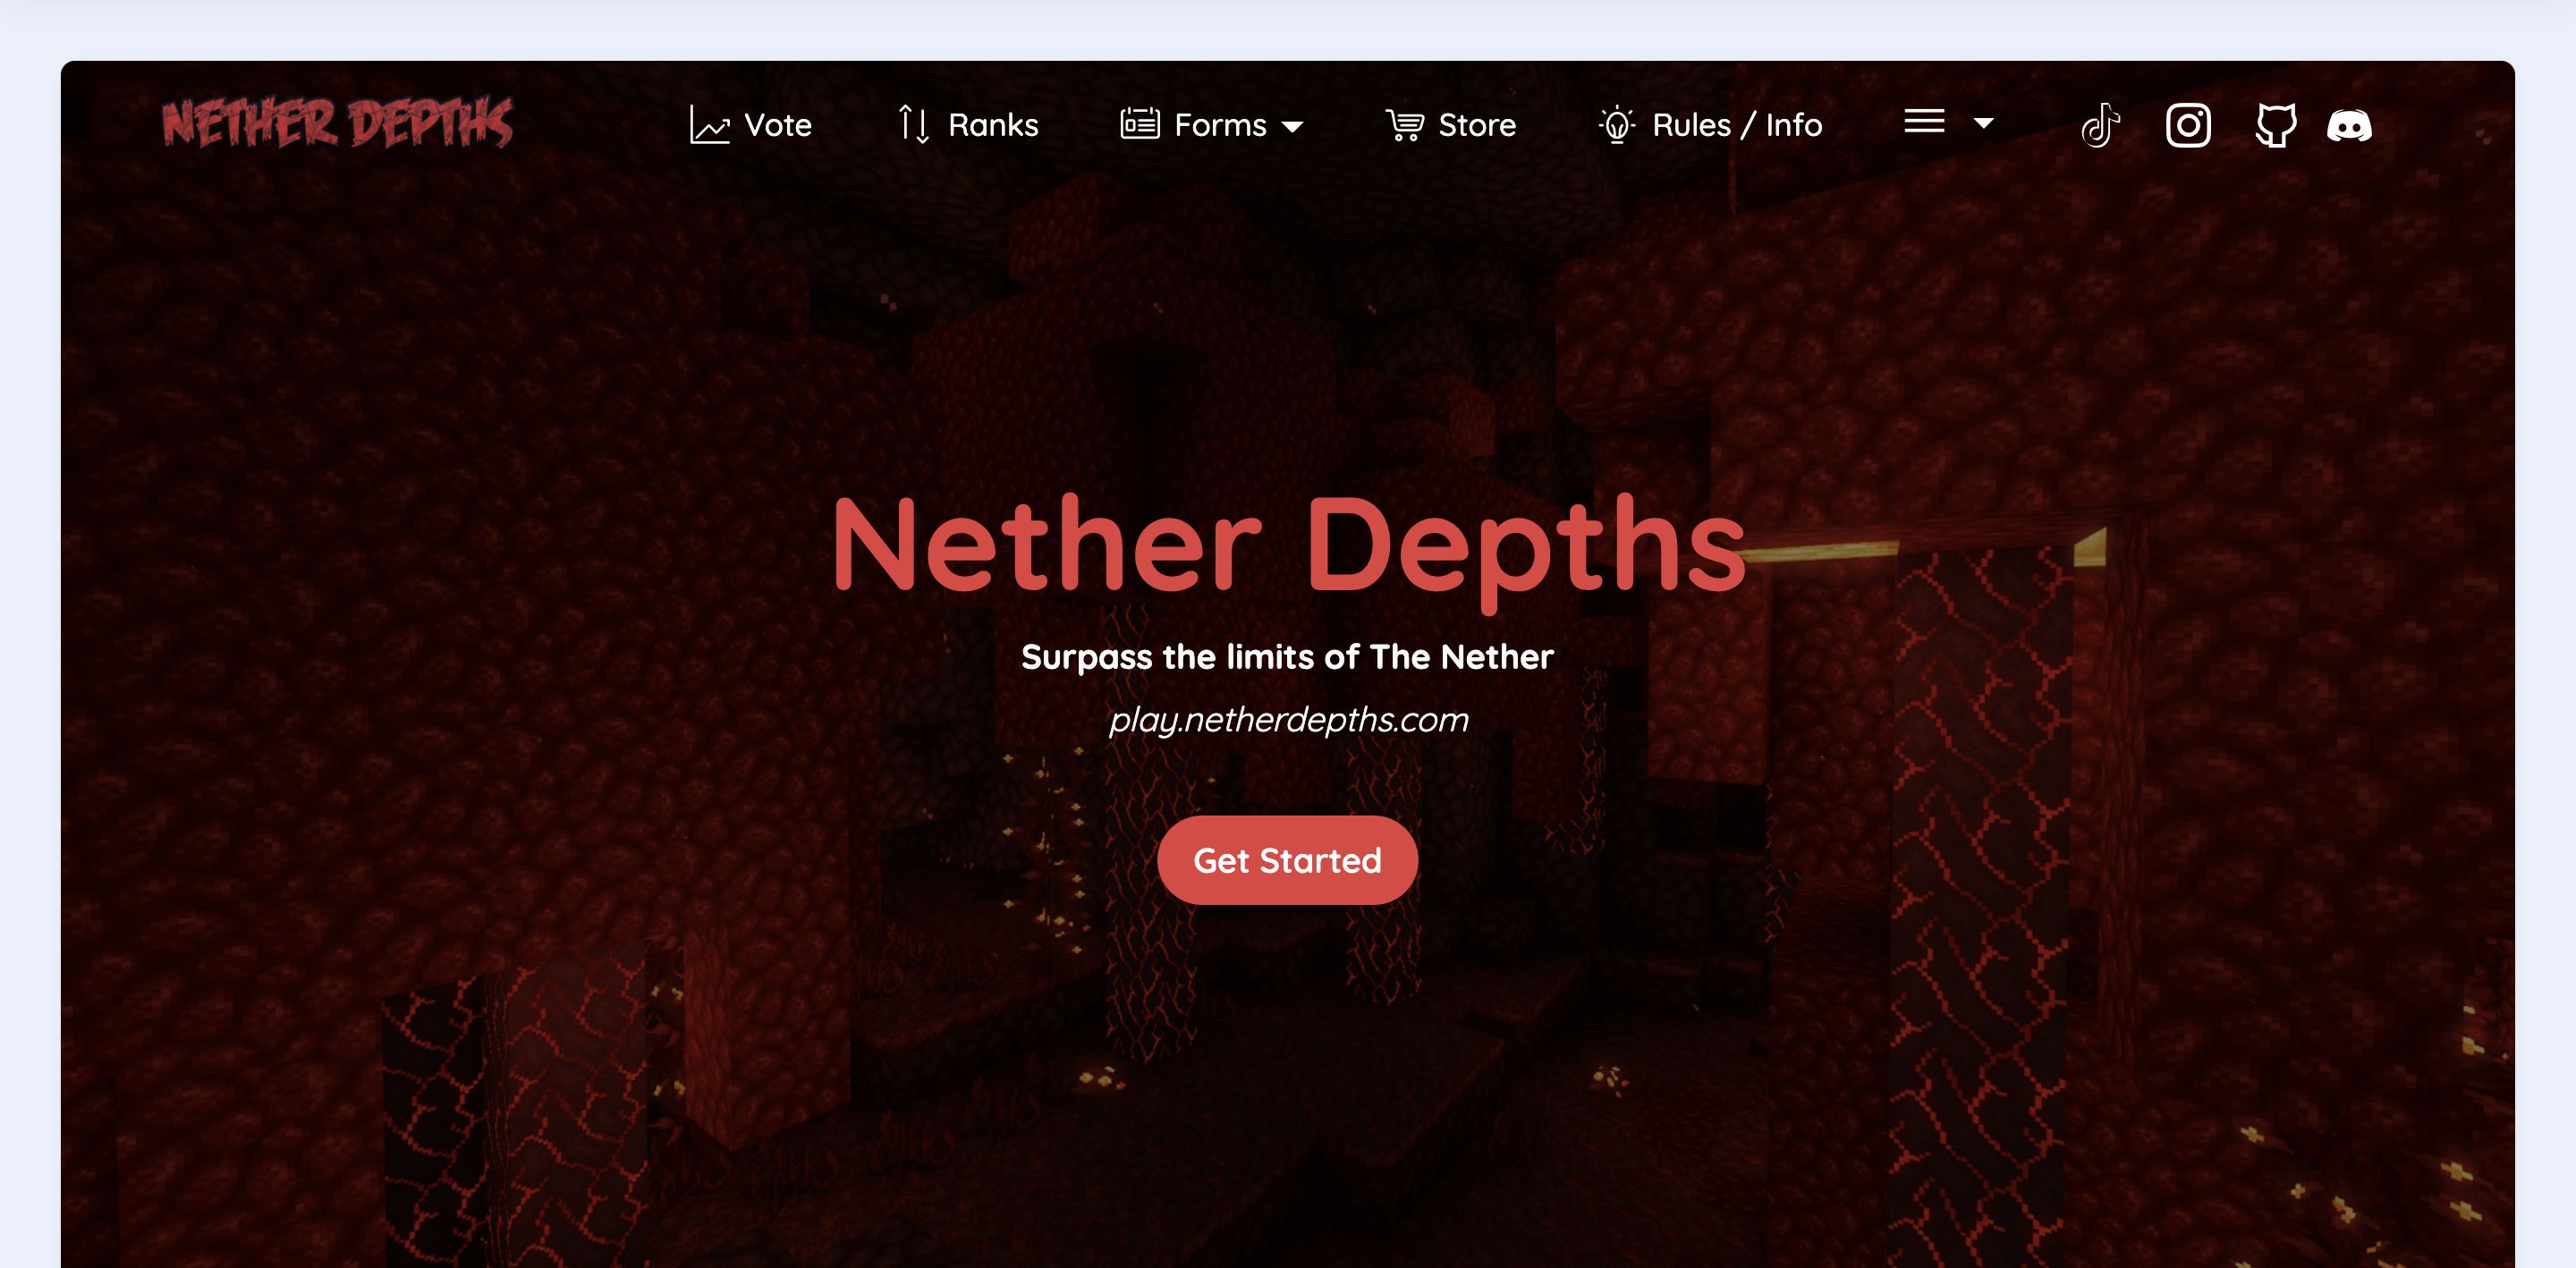 NETHER DEPTHS
Vote
Ranks
Forms
Store
Rules / Info
Nether Depths
Surpass the limits of The Nether
play.netherdepths.com
Get Started